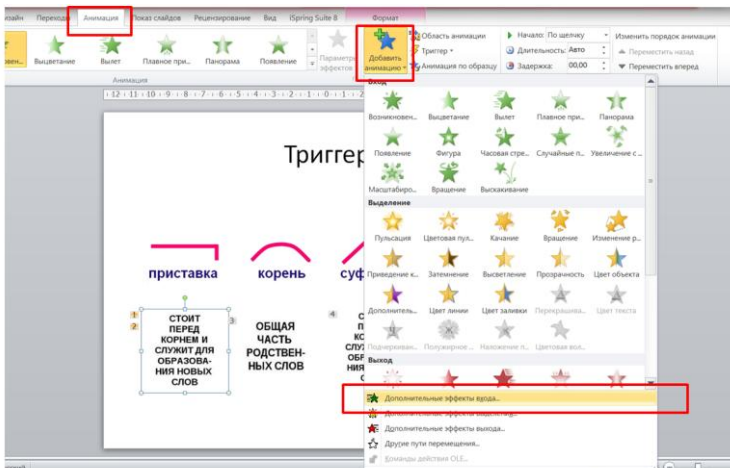 зайн Переходы Анимация Показ слайдов Рецензирование Вид iSpring Suite 8 Формат
Выцветание Вылет Плавное при... Панорама Появление
Параметры эффектов
Добавить анимацию
Область анимации
Триггер
Анимация по образцу
Начало: По щелчку
Длительность: Авто
Задержка: 00,00
Изменить порядок анимации
Переместить назад
Переместить вперед
Анимация
Вход
Возникновен... Выцветание Вылет Плавное при... Панорама
Появление Фигура Часовая стре... Случайные п... Увеличение с ...
Масштабиро... Вращение Выскакивание
Выделение
Пульсация Цветовая пул... Качание Вращение Изменение р...
Приведение к... Затемнение Высветление Прозрачность Цвет объекта
Дополнитель... Цвет линии Цвет заливки Перекрашива... Цвет текста
Подчеркиван... Полужирное ... Наложение п... Цветовая вол...
Выход
Дополнительные эффекты входа...
Дополнительные эффекты выделения...
Дополнительные эффекты выхода...
Другие пути перемещения...
Команды действия OLE...
Триггер
приставка корень суф
1
2
СТОИТ
ПЕРЕД
КОРНЕМ И
СЛУЖИТ ДЛЯ
ОБРАЗОВА-
НИЯ НОВЫХ
СЛОВ
3
ОБЩАЯ
ЧАСТЬ
РОДСТВЕН-
НЫХ СЛОВ
4